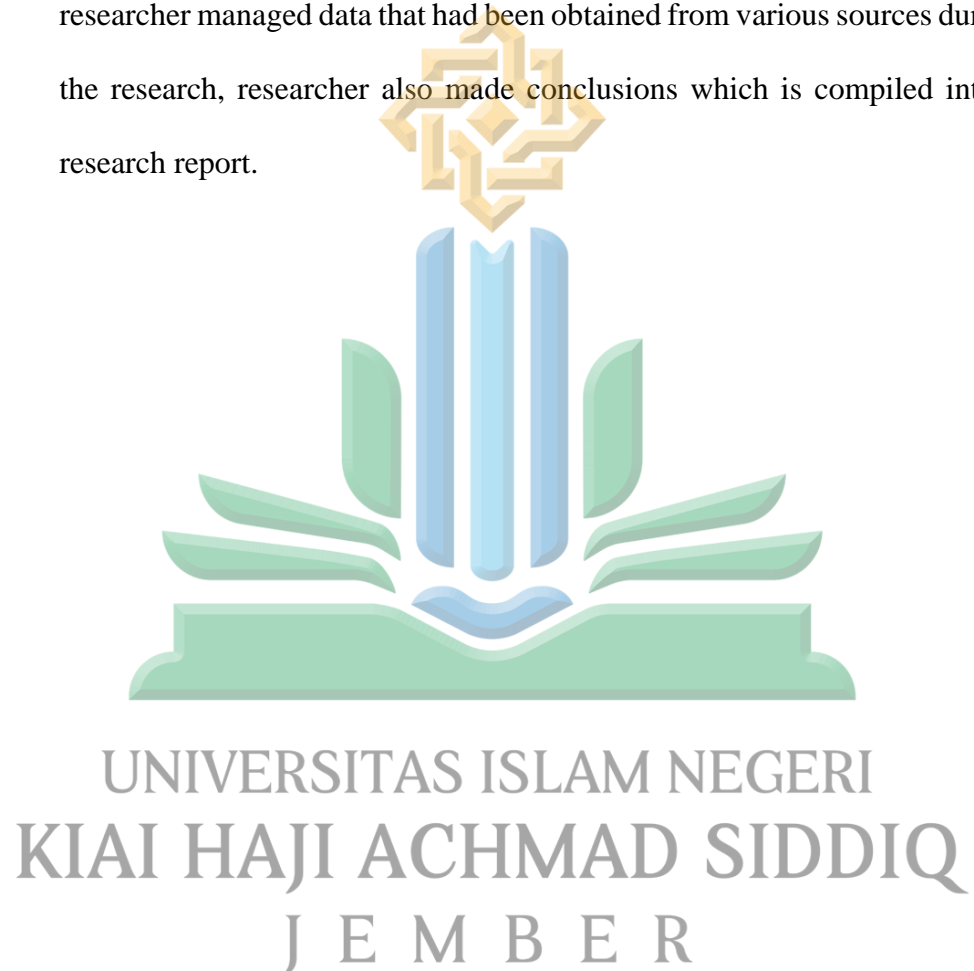 researcher managed data that had been obtained from various sources
the research, researcher also made conclusions which is compiled
research report.
UNIVERSITAS ISLAM NEGERI
KIAI HAJI ACHMAD SIDDIQ
JEMBER